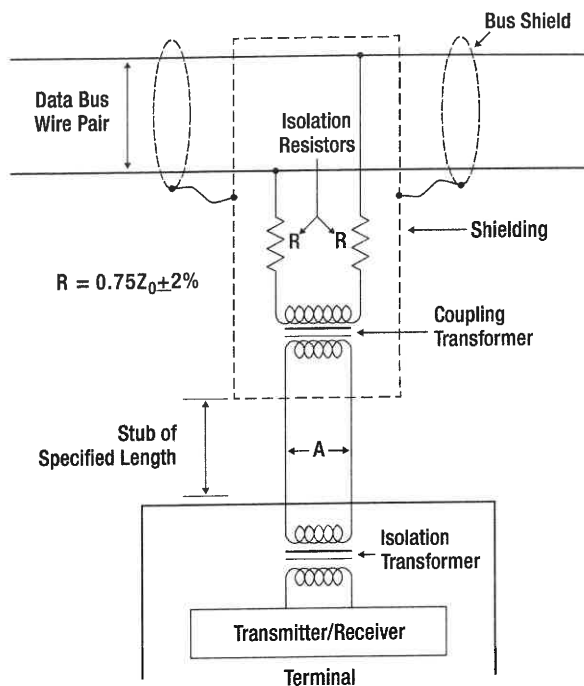 Bus Shield
Data Bus
Wire Pair
Isolation
Resistors
R
R
Shielding
R = 0.75Z₀±2%
Coupling
Transformer
Stub of
Specified Length
A
Isolation
Transformer
Transmitter/Receiver
Terminal